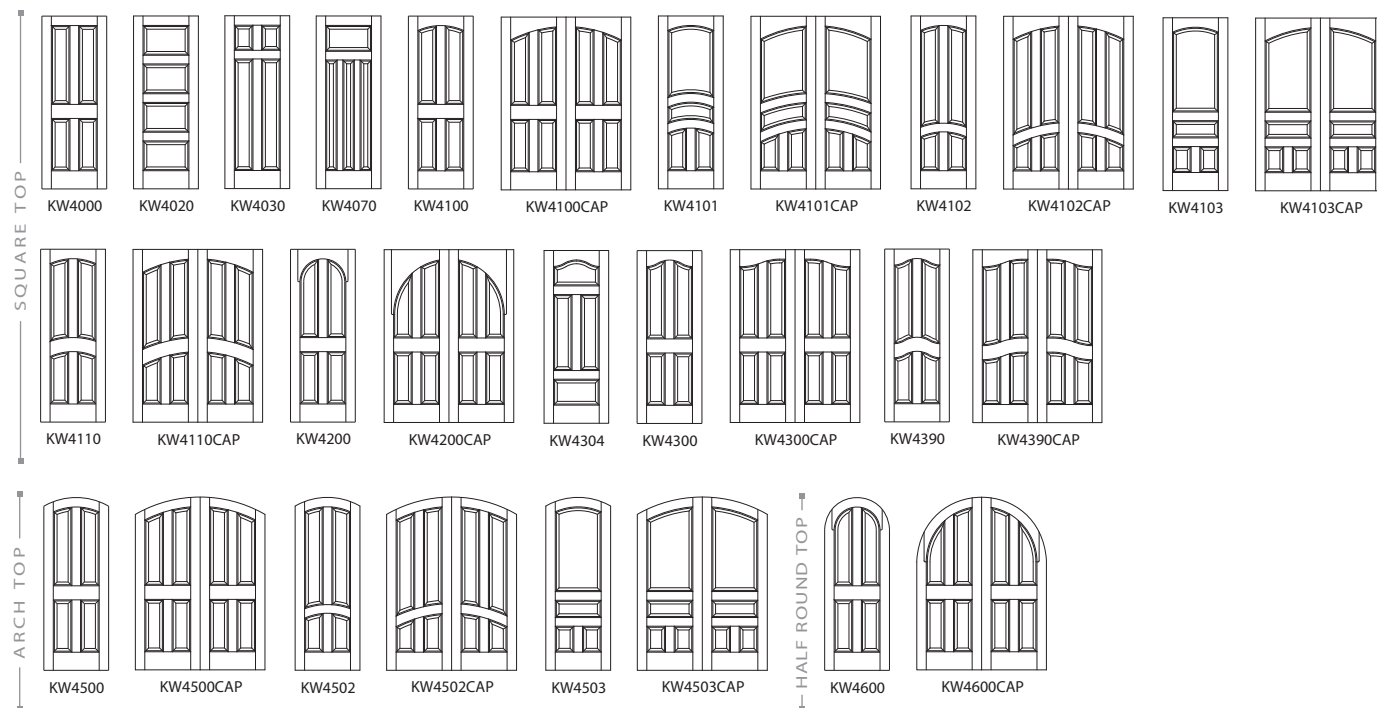 SQUARE TOP
KW4000 KW4020 KW4030 KW4070 KW4100 KW4100CAP KW4101 KW4101CAP KW4102 KW4102CAP KW4103 KW4103CAP
KW4110 KW4110CAP KW4200 KW4200CAP KW4304 KW4300 KW4300CAP KW4390 KW4390CAP
ARCH TOP
KW4500 KW4500CAP KW4502 KW4502CAP KW4503 KW4503CAP
HALF ROUND TOP
KW4600 KW4600CAP